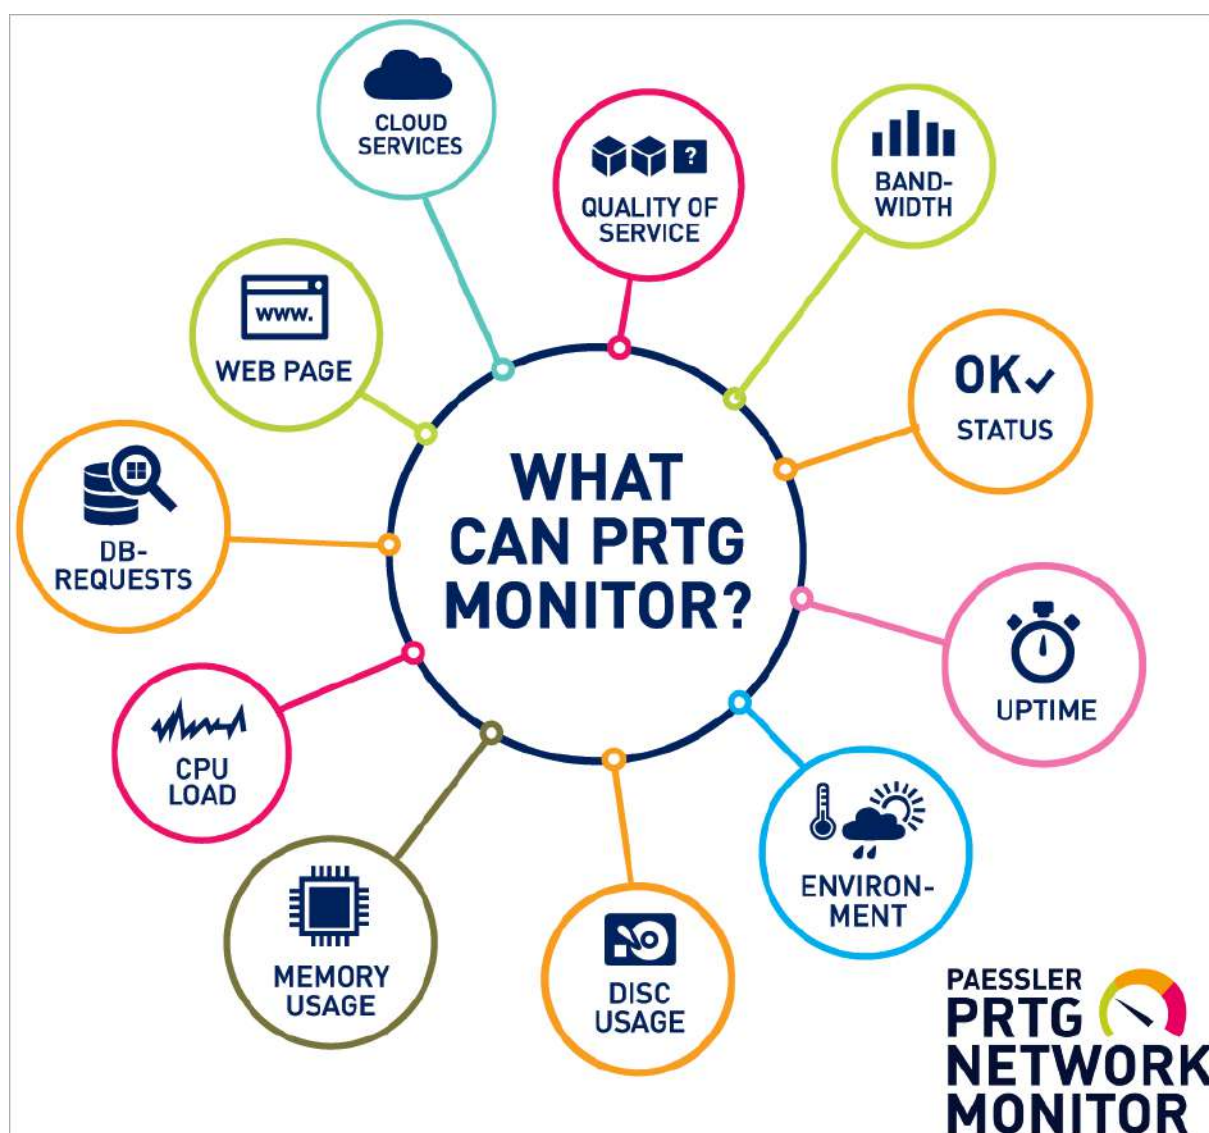 CLOUD
SERVICES
?
QUALITY OF
SERVICE
BAND-
WIDTH
www.
WEB PAGE
OK
STATUS
DB-
REQUESTS
WHAT
CAN PRTG
MONITOR?
UPTIME
CPU
LOAD
ENVIRON-
MENT
MEMORY
USAGE
DISC
USAGE
PAESSLER
PRTG
NETWORK
MONITOR